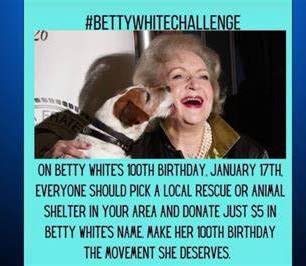 #BETTYWHITECHALLENGE
ON BETTY WHITE'S 100TH BIRTHDAY, JANUARY 17TH,
EVERYONE SHOULD PICK A LOCAL RESCUE OR ANIMAL
SHELTER IN YOUR AREA AND DONATE JUST $5 IN
BETTY WHITE'S NAME. MAKE HER 100TH BIRTHDAY
THE MOVEMENT SHE DESERVES.